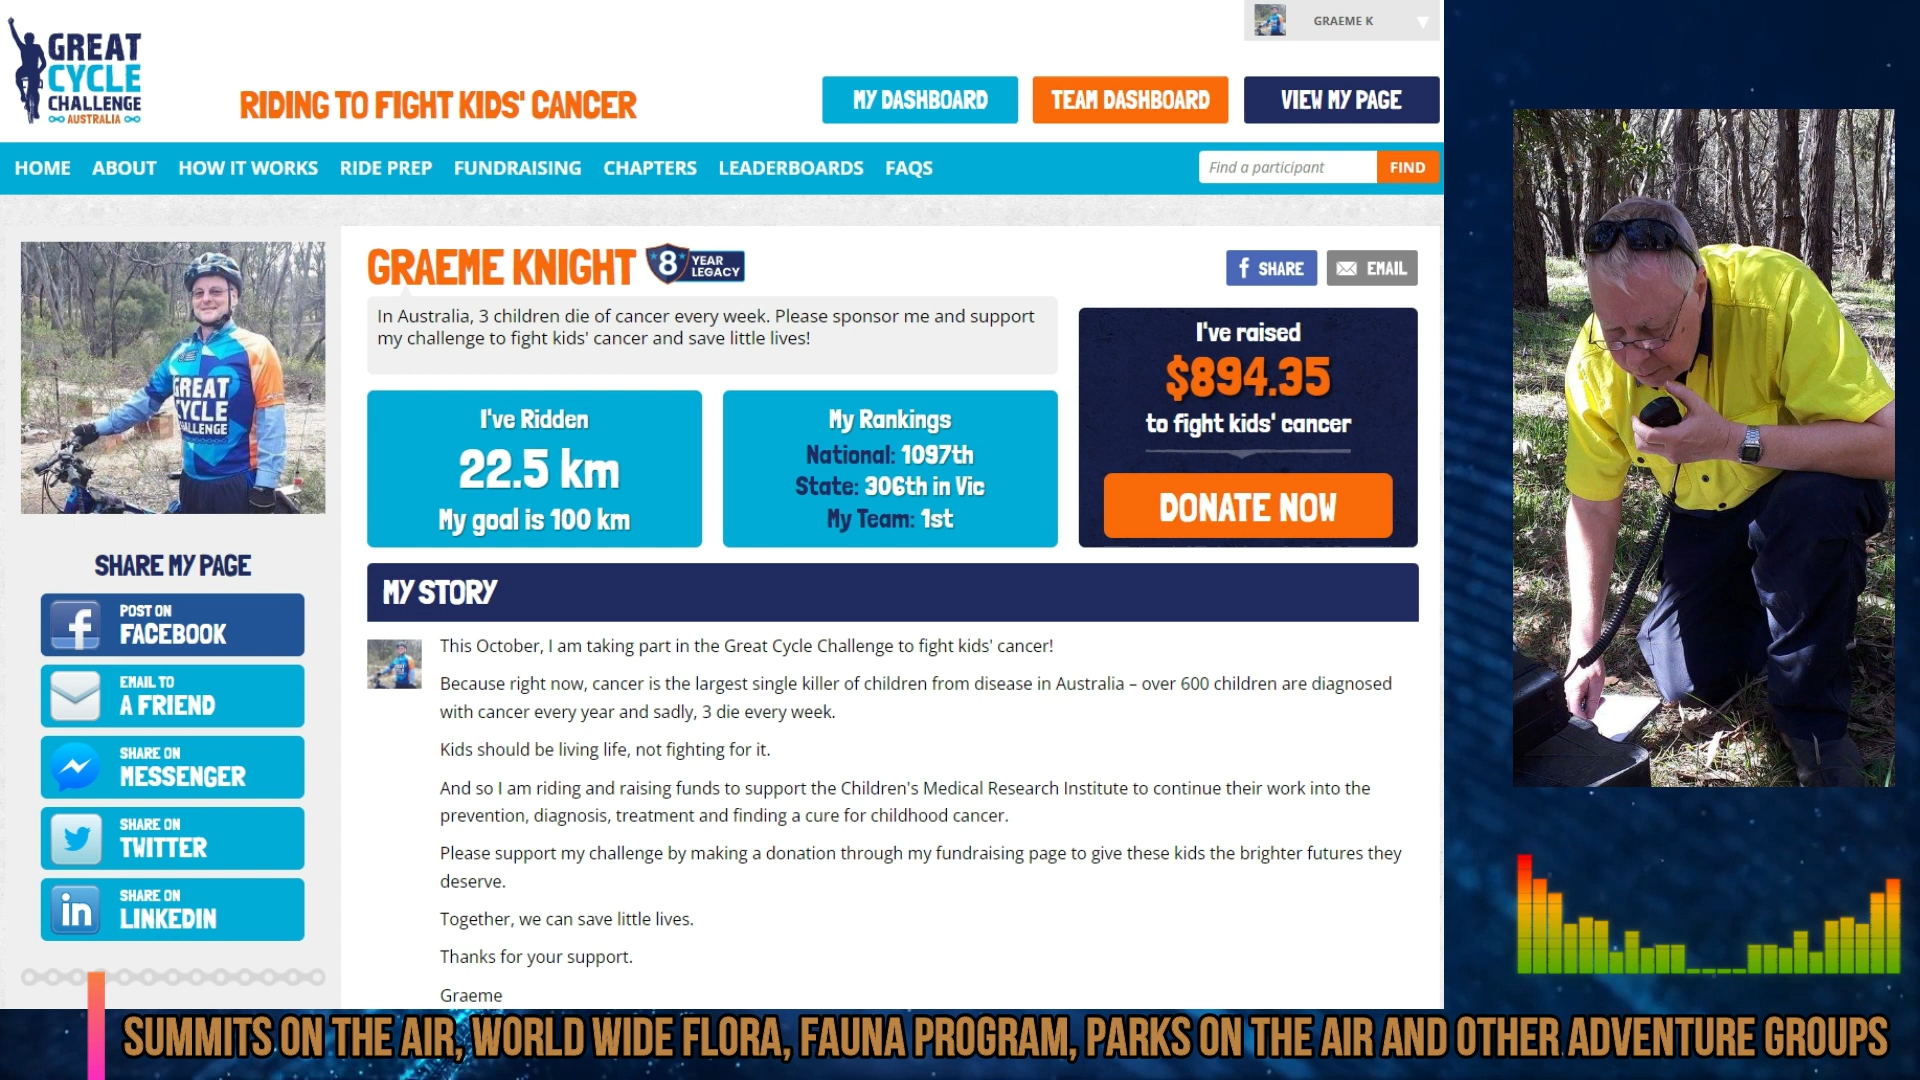 GRAEME K
GREAT
CYCLE
CHALLENGE
AUSTRALIA
RIDING TO FIGHT KIDS' CANCER
MY DASHBOARD
TEAM DASHBOARD
VIEW MY PAGE
HOME ABOUT HOW IT WORKS RIDE PREP FUNDRAISING CHAPTERS LEADERBOARDS FAQS
Find a participant
FIND
GRAEME KNIGHT
8 YEAR
LEGACY
f SHARE
EMAIL
In Australia, 3 children die of cancer every week. Please sponsor me and support
my challenge to fight kids' cancer and save little lives!
GREAT
CYCLE
CHALLENGE
I've Ridden
22.5 km
My goal is 100 km
My Rankings
National: 1097th
State: 306th in Vic
My Team: 1st
I've raised
$894.35
to fight kids' cancer
DONATE NOW
SHARE MY PAGE
f POST ON
FACEBOOK
EMAIL TO
A FRIEND
SHARE ON
MESSENGER
SHARE ON
TWITTER
in SHARE ON
LINKEDIN
MY STORY
This October, I am taking part in the Great Cycle Challenge to fight kids' cancer!
Because right now, cancer is the largest single killer of children from disease in Australia – over 600 children are diagnosed
with cancer every year and sadly, 3 die every week.
Kids should be living life, not fighting for it.
And so I am riding and raising funds to support the Children's Medical Research Institute to continue their work into the
prevention, diagnosis, treatment and finding a cure for childhood cancer.
Please support my challenge by making a donation through my fundraising page to give these kids the brighter futures they
deserve.
Together, we can save little lives.
Thanks for your support.
Graeme
SUMMITS ON THE AIR, WORLD WIDE FLORA, FAUNA PROGRAM, PARKS ON THE AIR AND OTHER ADVENTURE GROUPS